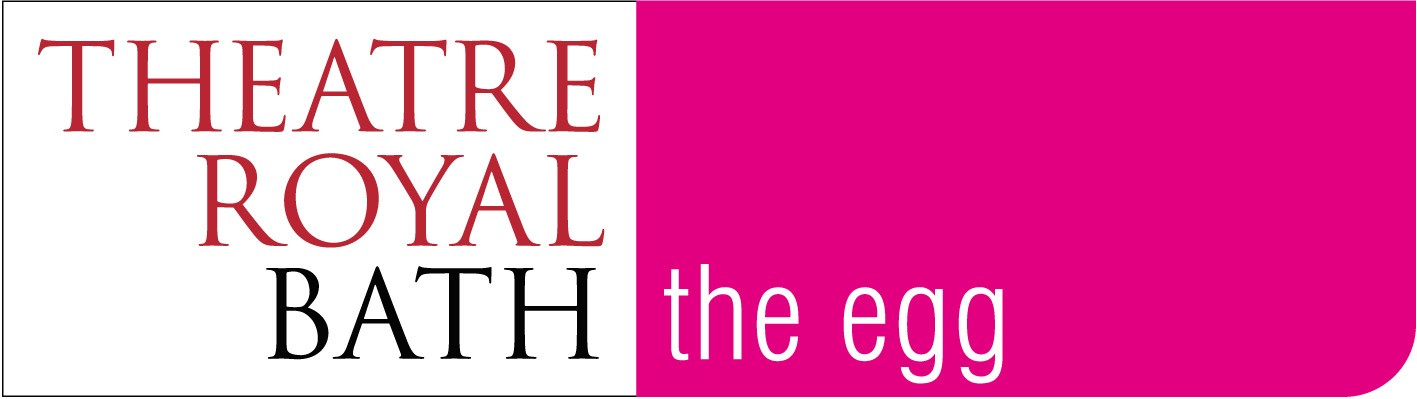 THEATRE
ROYAL
BATH
the egg